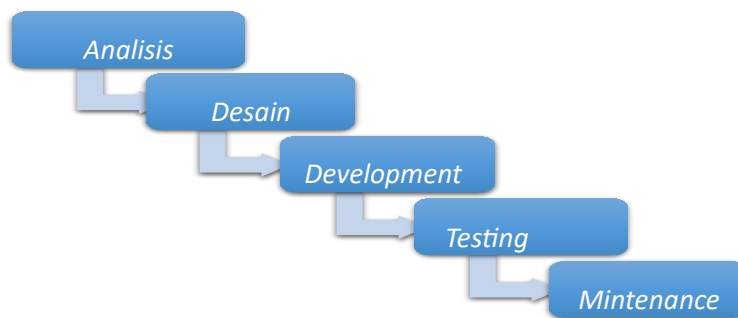 Analisis
Desain
Development
Testing
Mintenance